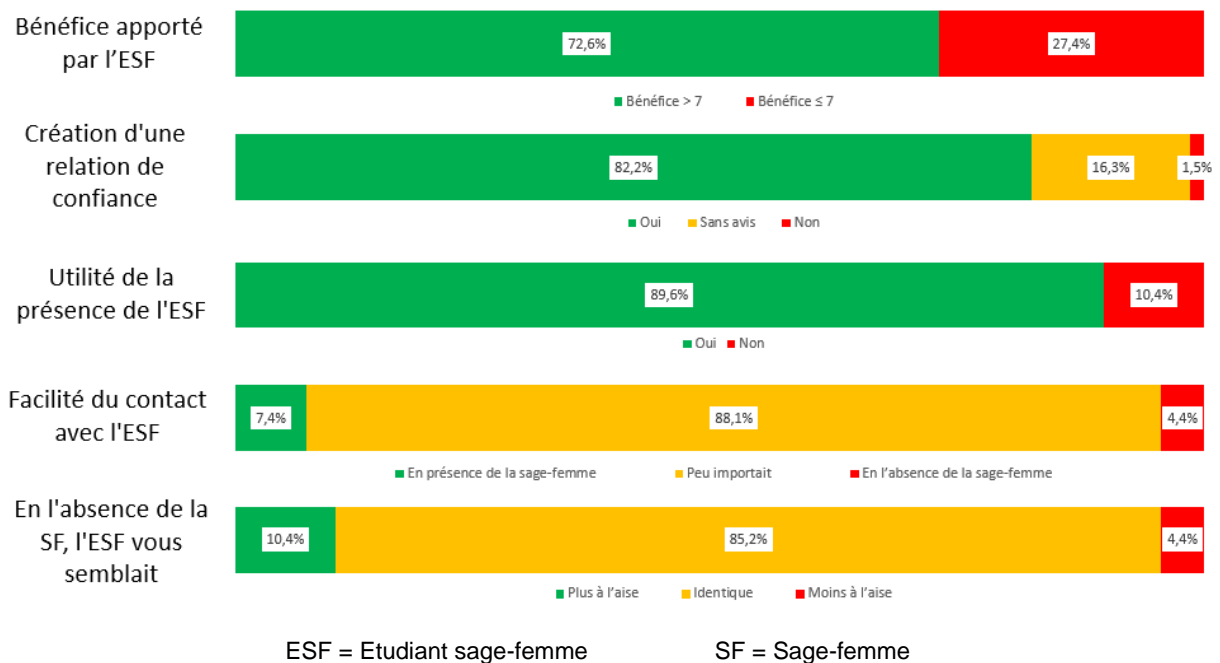 Bénéfice apporté
par l’ESF
72,6%
27,4%
Bénéfice > 7
Bénéfice ≤ 7
Création d'une
relation de
confiance
82,2%
16,3%
1,5%
Oui
Sans avis
Non
Utilité de la
présence de l'ESF
89,6%
10,4%
Oui
Non
Facilité du contact
avec l'ESF
7,4%
88,1%
4,4%
En présence de la sage-femme
Peu importait
En l’absence de la sage-femme
En l'absence de la
SF, l'ESF vous
semblait
10,4%
85,2%
4,4%
Plus à l’aise
Identique
Moins à l’aise
ESF = Etudiant sage-femme
SF = Sage-femme